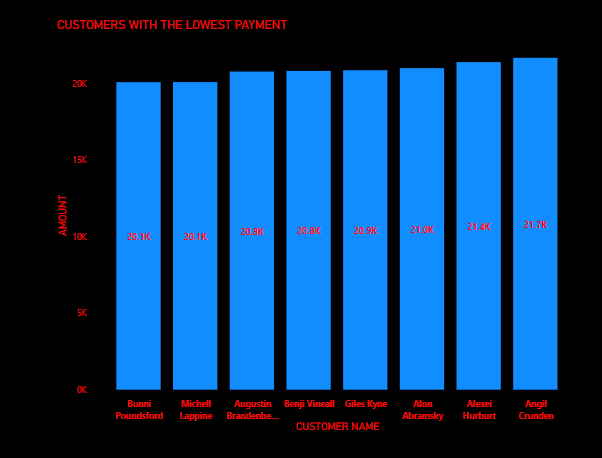 CUSTOMERS WITH THE LOWEST PAYMENT
20K
15K
10K
5K
0K
AMOUNT
20.1K 20.1K 20.8K 20.8K 20.9K 21.0K 21.4K 21.7K
Bunni Michell Augustin Benji Vineall Giles Kyne Alon Alexei Angil
Poundsford Lappine Brandenbe... Abramsky Hurburt Crunden
CUSTOMER NAME